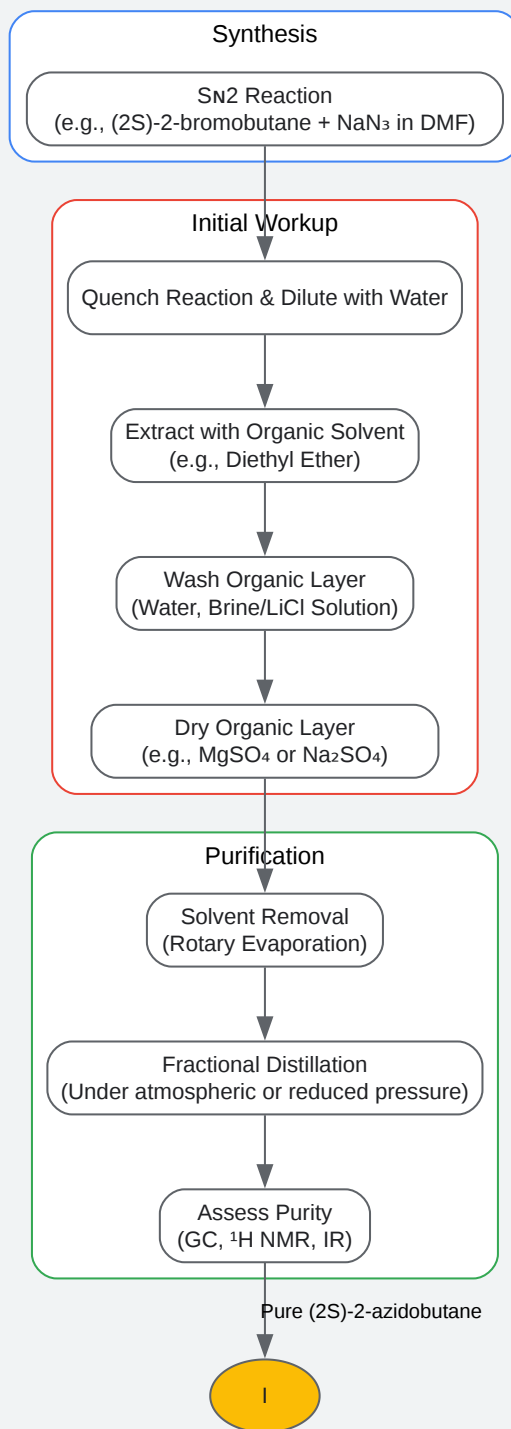 Synthesis
Sɴ2 Reaction
(e.g., (2S)-2-bromobutane + NaN₃ in DMF)
Initial Workup
Quench Reaction & Dilute with Water
Extract with Organic Solvent
(e.g., Diethyl Ether)
Wash Organic Layer
(Water, Brine/LiCl Solution)
Dry Organic Layer
(e.g., MgSO₄ or Na₂SO₄)
Purification
Solvent Removal
(Rotary Evaporation)
Fractional Distillation
(Under atmospheric or reduced pressure)
Assess Purity
(GC, ¹H NMR, IR)
Pure (2S)-2-azidobutane
I